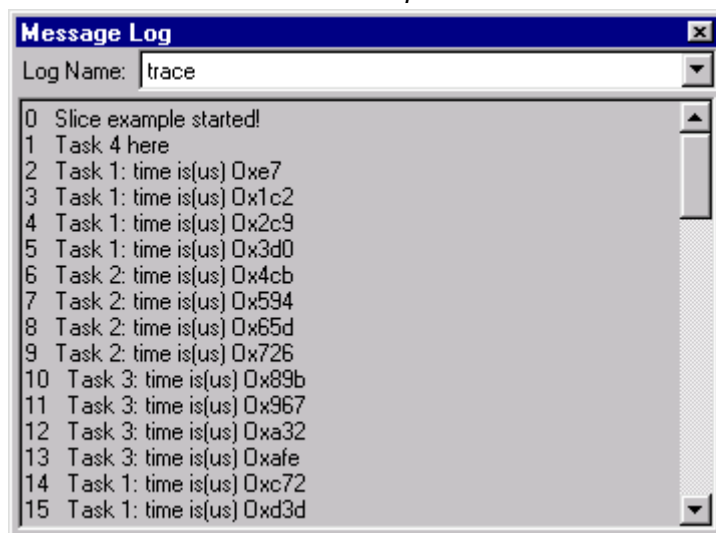 Message Log
Log Name: trace
0 Slice example started!
1 Task 4 here
2 Task 1: time is(us) 0xe7
3 Task 1: time is(us) 0x1c2
4 Task 1: time is(us) 0x2c9
5 Task 1: time is(us) 0x3d0
6 Task 2: time is(us) 0x4cb
7 Task 2: time is(us) 0x594
8 Task 2: time is(us) 0x65d
9 Task 2: time is(us) 0x726
10 Task 3: time is(us) 0x89b
11 Task 3: time is(us) 0x967
12 Task 3: time is(us) 0xa32
13 Task 3: time is(us) 0xafe
14 Task 1: time is(us) 0xc72
15 Task 1: time is(us) 0xd3d